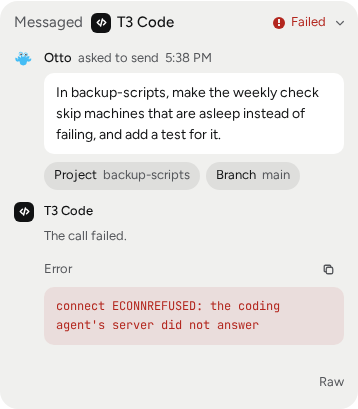 Messaged T3 Code Failed
Otto asked to send 5:38 PM
In backup-scripts, make the weekly check
skip machines that are asleep instead of
failing, and add a test for it.
Project backup-scripts Branch main
T3 Code
The call failed.
Error
connect ECONNREFUSED: the coding
agent's server did not answer
Raw